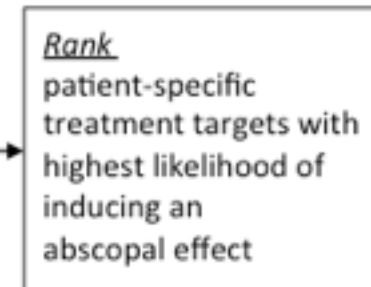 Rank
patient-specific
treatment targets with
highest likelihood of
inducing an
abscopal effect